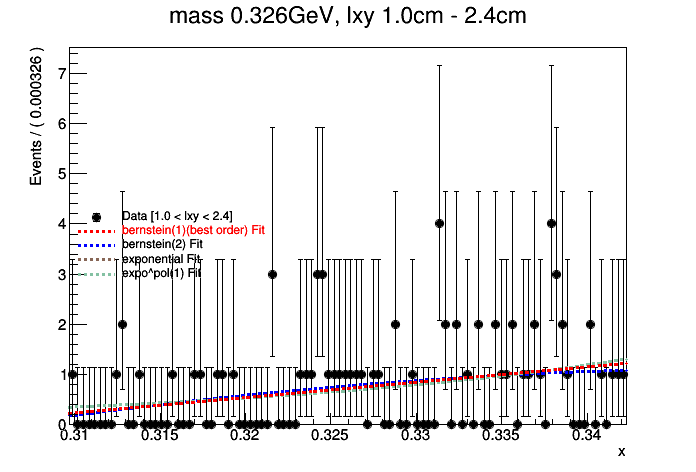 mass 0.326GeV, lxy 1.0cm - 2.4cm
Events / ( 0.000326 )
7
6
5
4
3
2
1
0
Data [1.0 < lxy < 2.4]
bernstein(1)(best order) Fit
bernstein(2) Fit
exponential Fit
expo^pol(1) Fit
0.31 0.315 0.32 0.325 0.33 0.335 0.34
x